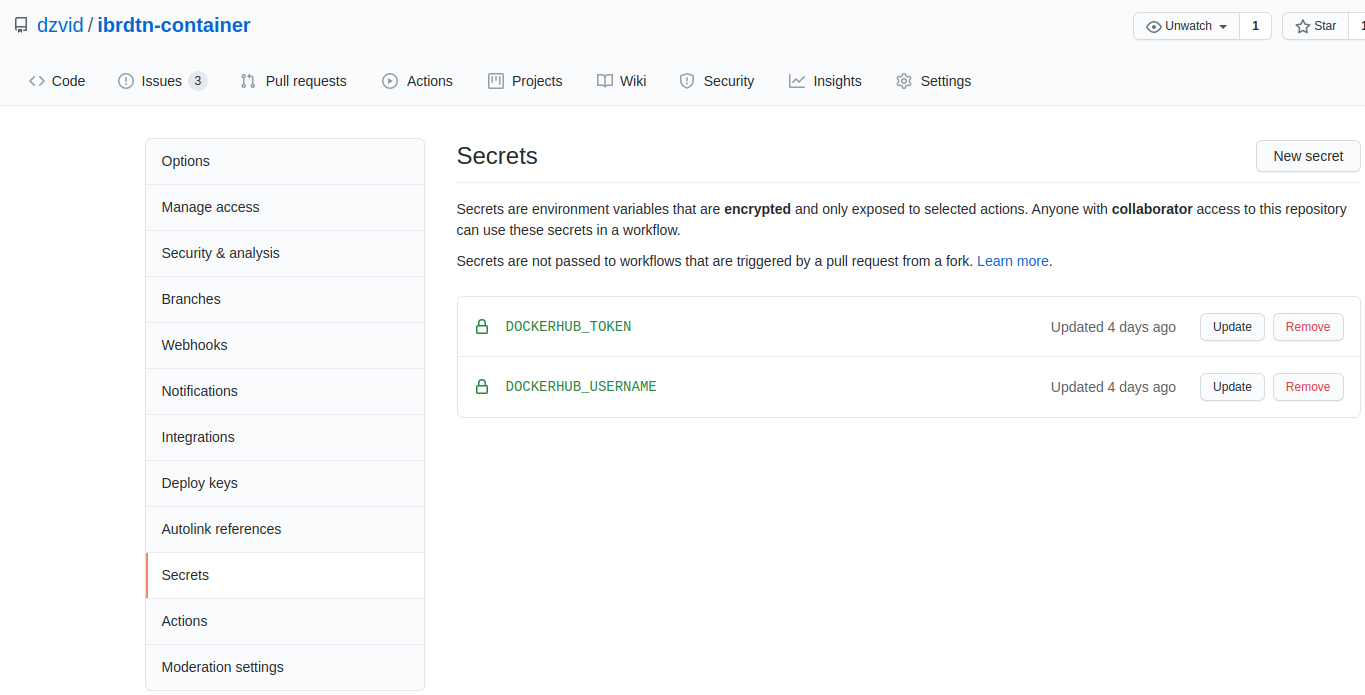 dzvid / ibrdtn-container
Unwatch 1 Star 1
Code Issues 3 Pull requests Actions Projects Wiki Security Insights Settings
Options
Manage access
Security & analysis
Branches
Webhooks
Notifications
Integrations
Deploy keys
Autolink references
Secrets
Actions
Moderation settings
Secrets
New secret
Secrets are environment variables that are encrypted and only exposed to selected actions. Anyone with collaborator access to this repository
can use these secrets in a workflow.
Secrets are not passed to workflows that are triggered by a pull request from a fork. Learn more.
DOCKERHUB_TOKEN Updated 4 days ago Update Remove
DOCKERHUB_USERNAME Updated 4 days ago Update Remove